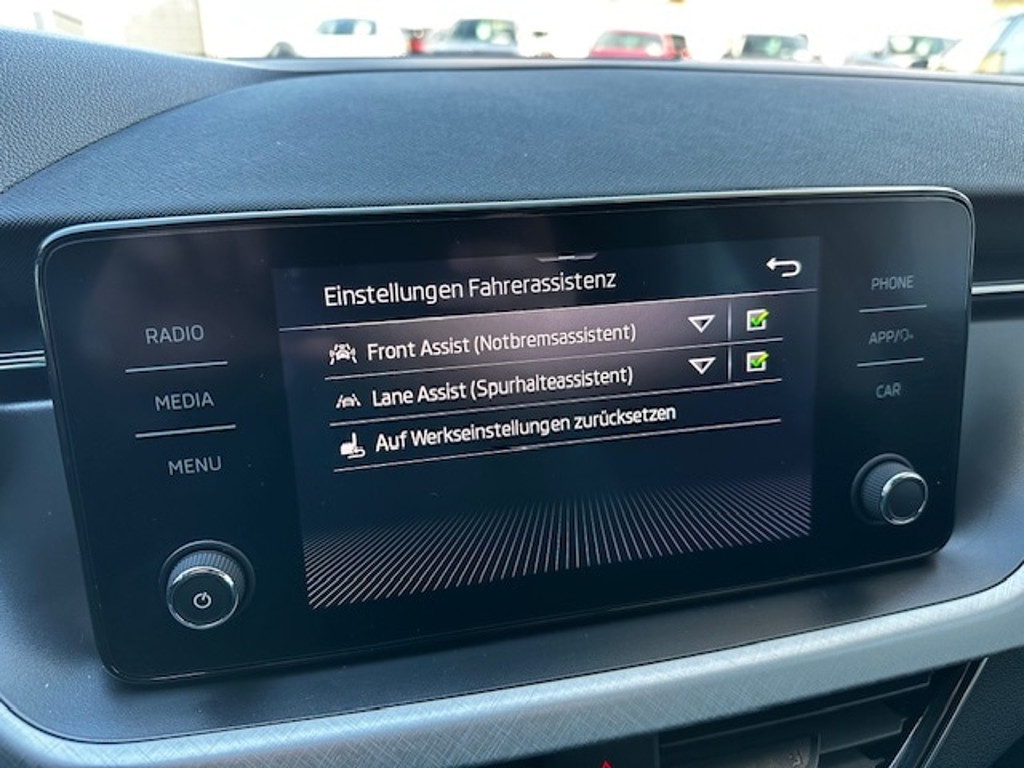 RADIO
MEDIA
MENU
Einstellungen Fahrerassistenz
Front Assist (Notbremsassistent)
Lane Assist (Spurhalteassistent)
Auf Werkseinstellungen zurücksetzen
PHONE
APP/
CAR